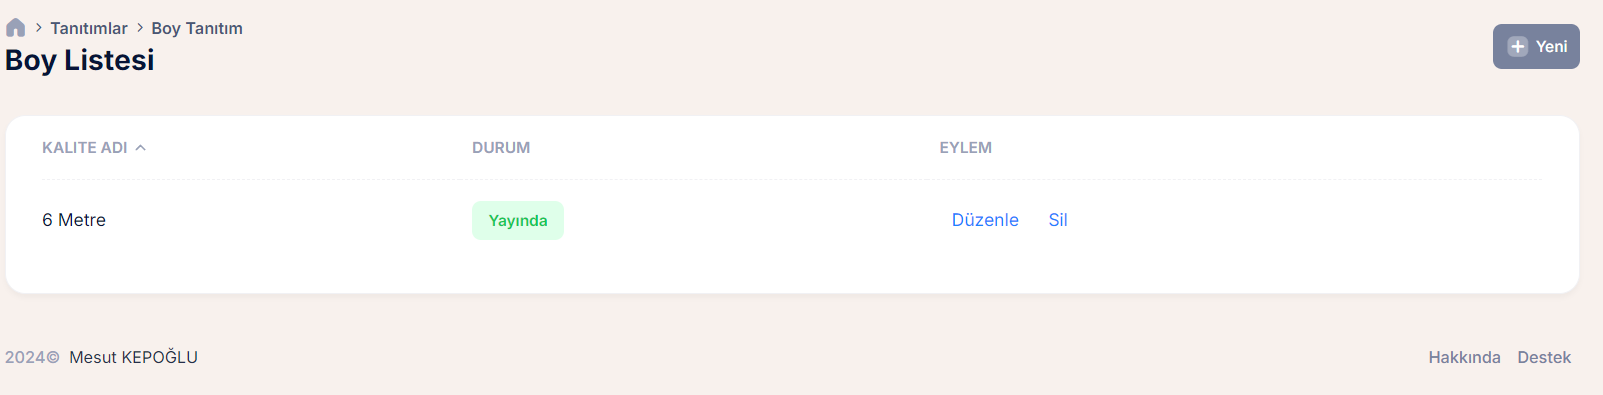 Tanıtımlar > Boy Tanıtım
Boy Listesi
Yeni
KALITE ADI DURUM EYLEM
6 Metre Yayında Düzenle Sil
2024© Mesut KEPOĞLU Hakkında Destek